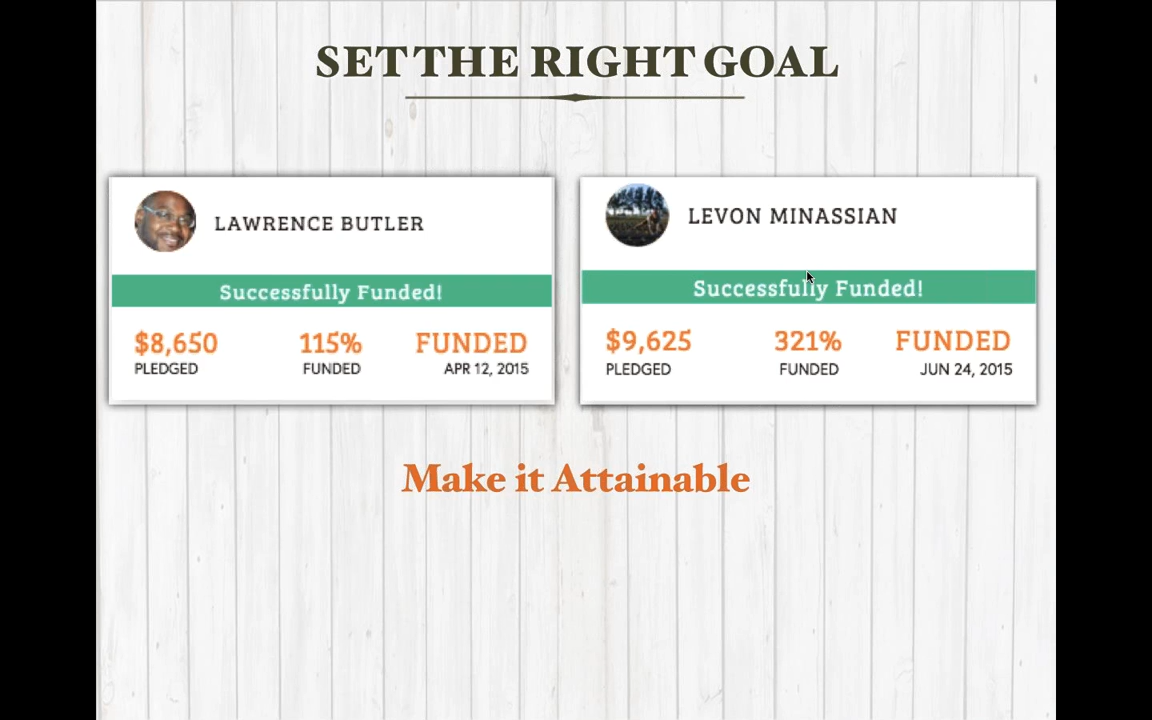 SET THE RIGHT GOAL
LAWRENCE BUTLER
Successfully Funded!
$8,650 115% FUNDED
PLEDGED FUNDED APR 12, 2015
LEVON MINASSIAN
Successfully Funded!
$9,625 321% FUNDED
PLEDGED FUNDED JUN 24, 2015
Make it Attainable